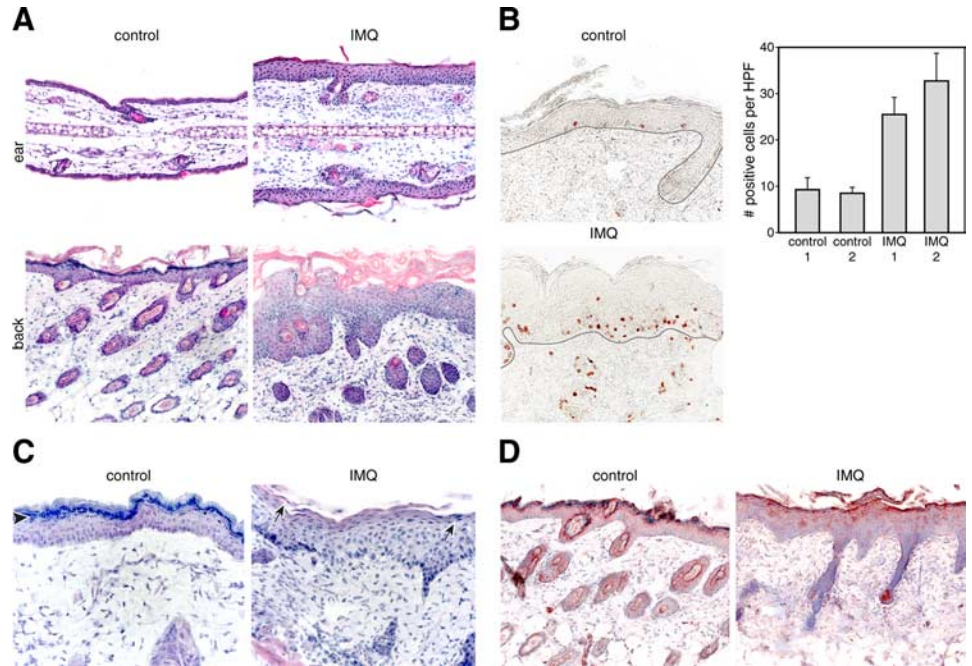 A
control
IMQ
ear
back
B
control
IMQ
# positive cells per HPF
40
30
20
10
0
control 1
control 2
IMQ 1
IMQ 2
C
control
IMQ
D
control
IMQ